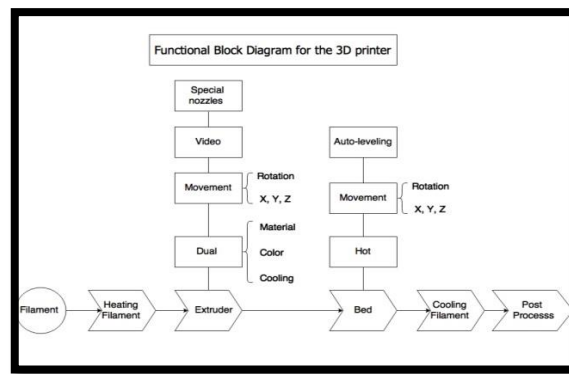 Functional Block Diagram for the 3D printer
Special
nozzles
Video
Auto-leveling
Movement
Rotation
X, Y, Z
Movement
Rotation
X, Y, Z
Dual
Material
Color
Cooling
Hot
Filament
Heating
Filament
Extruder
Bed
Cooling
Filament
Post
Processs